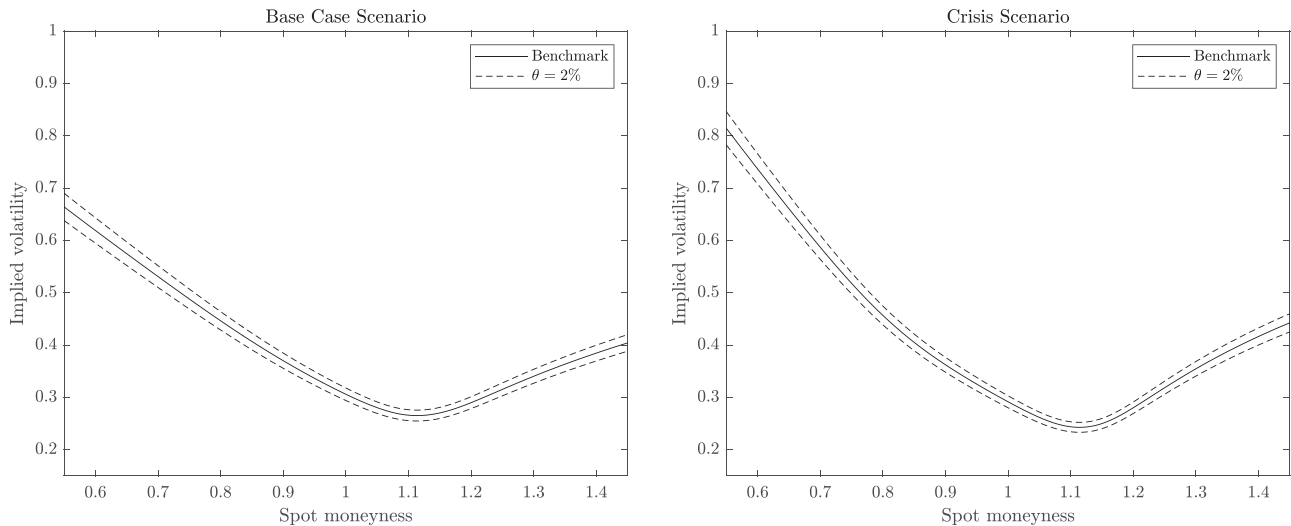 Base Case Scenario
Benchmark
θ = 2%
1
0.9
0.8
0.7
0.6
0.5
0.4
0.3
0.2
Implied volatility
0.6 0.7 0.8 0.9 1 1.1 1.2 1.3 1.4
Spot moneyness
Crisis Scenario
Benchmark
θ = 2%
1
0.9
0.8
0.7
0.6
0.5
0.4
0.3
0.2
Implied volatility
0.6 0.7 0.8 0.9 1 1.1 1.2 1.3 1.4
Spot moneyness